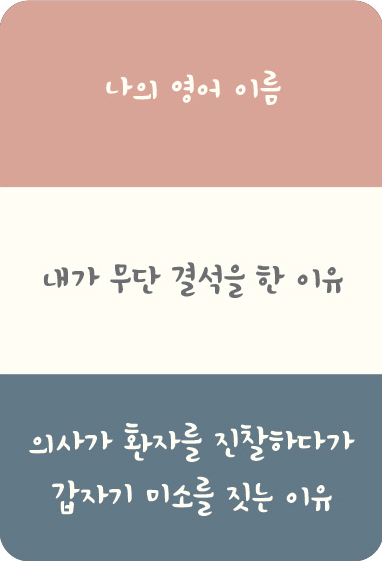 나의 영어 이름
내가 무단 결석을 한 이유
의사가 환자를 진찰하다가
갑자기 미소를 짓는 이유